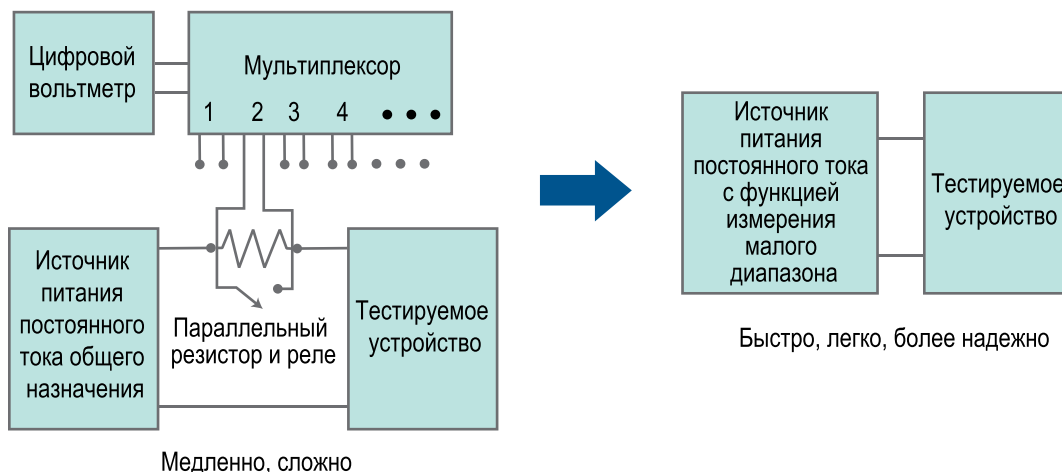 Цифровой
вольтметр
Мультиплексор
1 2 3 4
Источник
питания
постоянного
тока общего
назначения
Параллельный
резистор и реле
Тестируемое
устройство
Медленно, сложно
Источник
питания
постоянного тока
с функцией
измерения
малого
диапазона
Тестируемое
устройство
Быстро, легко, более надежно